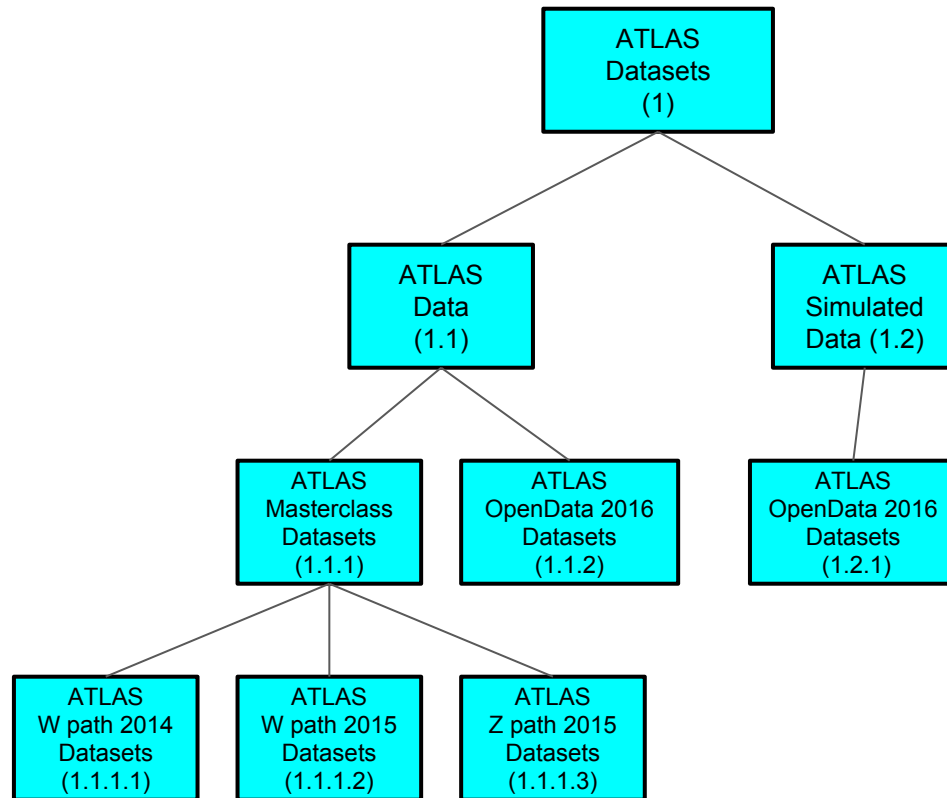 ATLAS
Datasets
(1)
ATLAS
Data
(1.1)
ATLAS
Simulated
Data (1.2)
ATLAS
Masterclass
Datasets
(1.1.1)
ATLAS
OpenData 2016
Datasets
(1.1.2)
ATLAS
OpenData 2016
Datasets
(1.2.1)
ATLAS
W path 2014
Datasets
(1.1.1.1)
ATLAS
W path 2015
Datasets
(1.1.1.2)
ATLAS
Z path 2015
Datasets
(1.1.1.3)